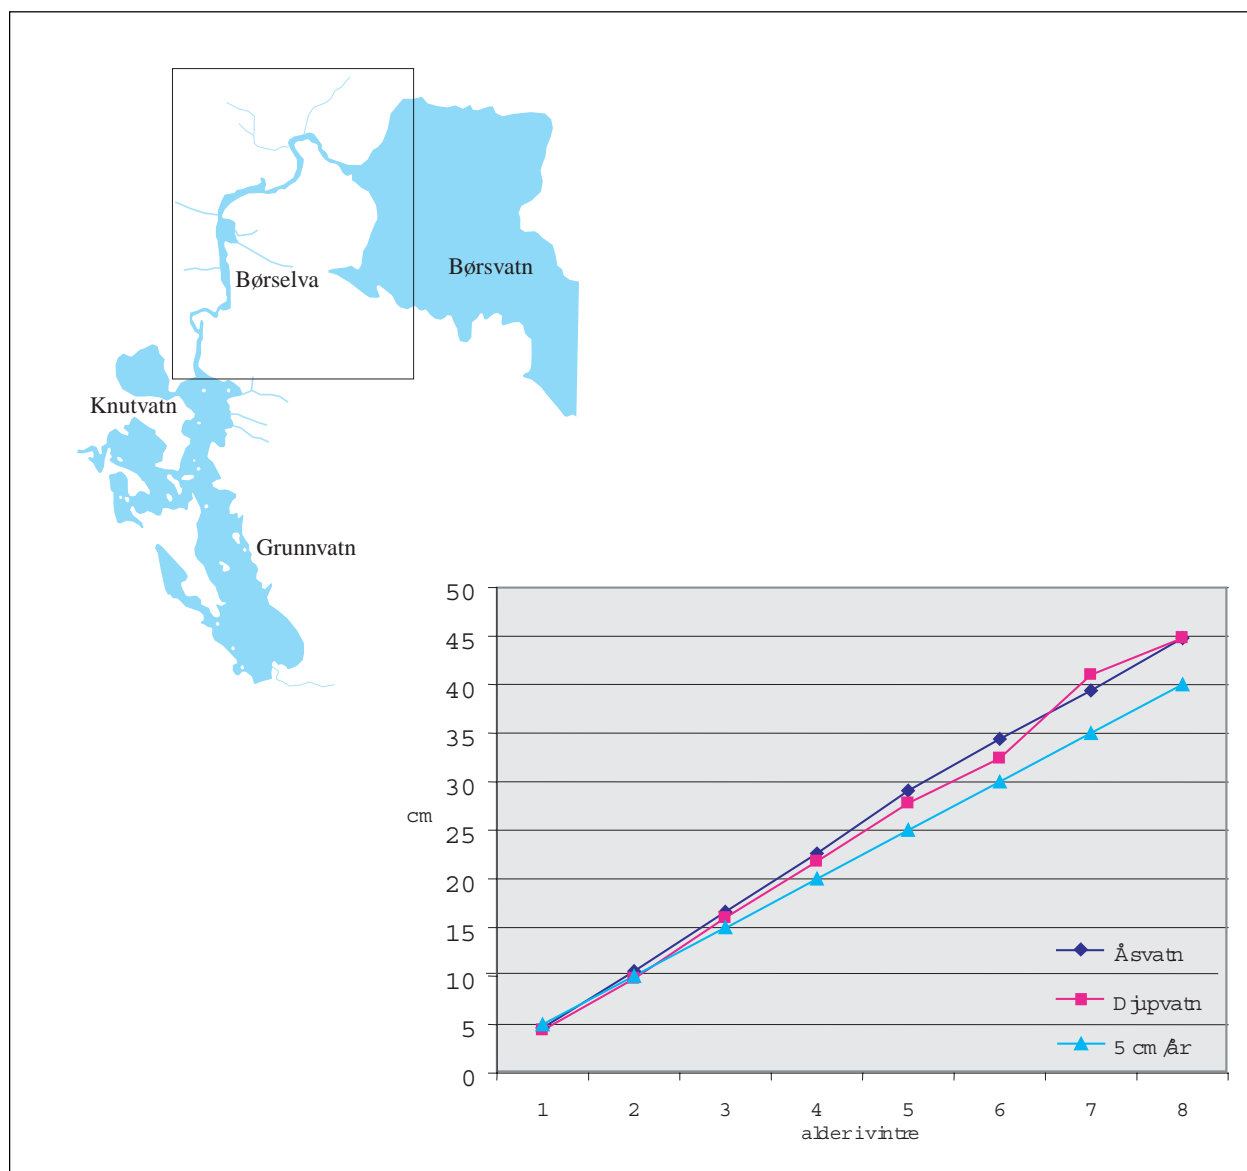 Børselva
Børsvatn
Knutvatn
Grunnvatn
50
45
40
35
30
25
20
15
10
5
0
cm
Åsvatn
Djupvatn
5 cm/år
1 2 3 4 5 6 7 8
alder i vintre